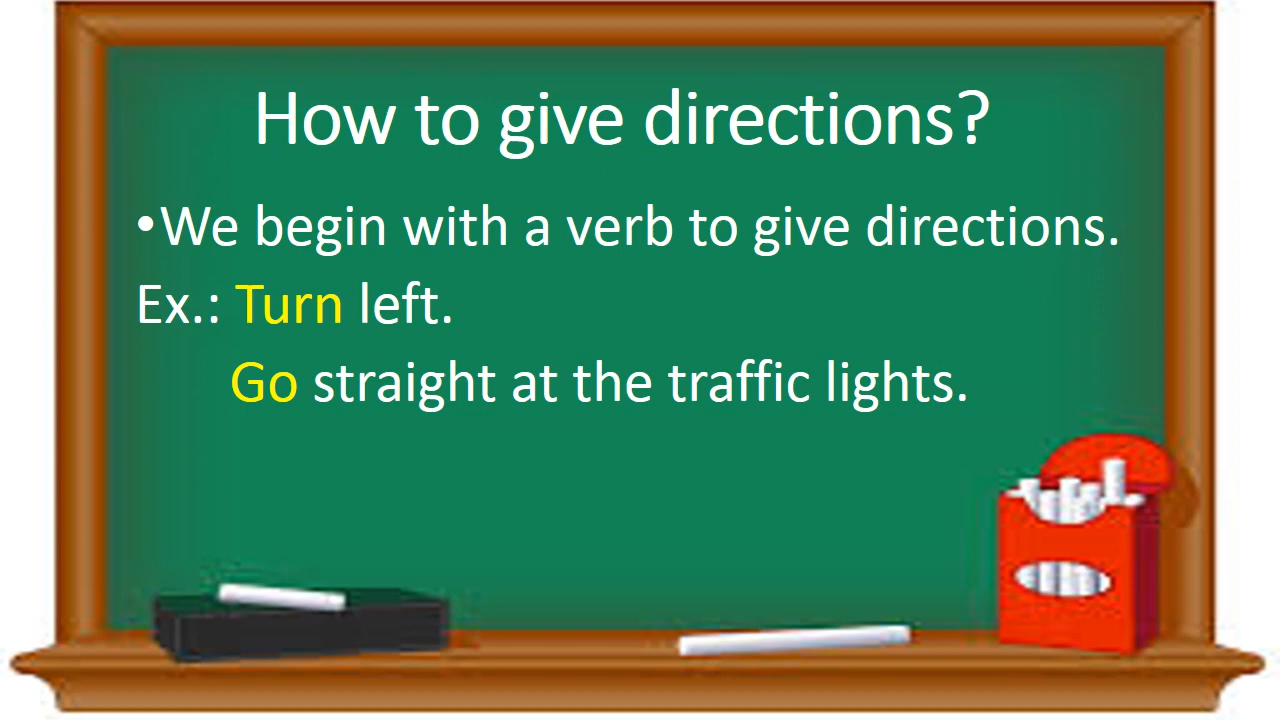 How to give directions?
•We begin with a verb to give directions.
Ex.: Turn left.
Go straight at the traffic lights.